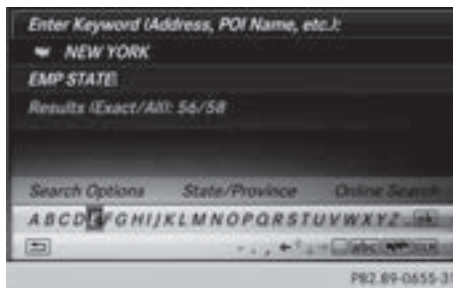 Enter Keyword (Address, POI Name, etc.):
NEW YORK
EMP STATE
Results (Exact/All): 56/58
Search Options State/Province Online Search
A B C D E F G H I J K L M N O P Q R S T U V W X Y Z _ ok
- . , abc
P82.89-0655-31